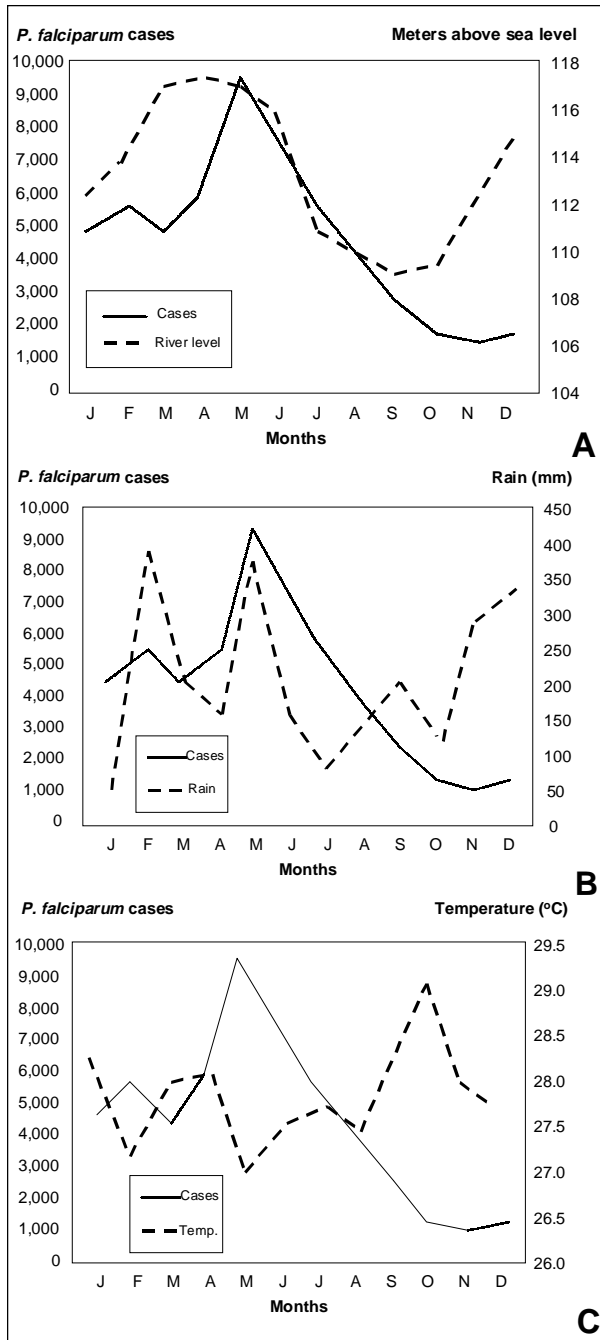 P. falciparum cases Meters above sea level
10,000 118
9,000
8,000 116
7,000
6,000 114
5,000 112
4,000 110
3,000
2,000 108
1,000 106
0 104
Cases
River level
J F M A M J J A S O N D
Months
A
P. falciparum cases Rain (mm)
10,000 450
9,000 400
8,000 350
7,000 300
6,000 250
5,000 200
4,000 150
3,000 100
2,000 50
1,000 0
0
Cases
Rain
J F M A M J J A S O N D
Months
B
P. falciparum cases Temperature (ºC)
10,000 29.5
9,000 29.0
8,000 28.5
7,000 28.0
6,000 27.5
5,000 27.0
4,000 26.5
3,000 26.0
2,000
1,000
0
Cases
Temp.
J F M A M J J A S O N D
Months
C